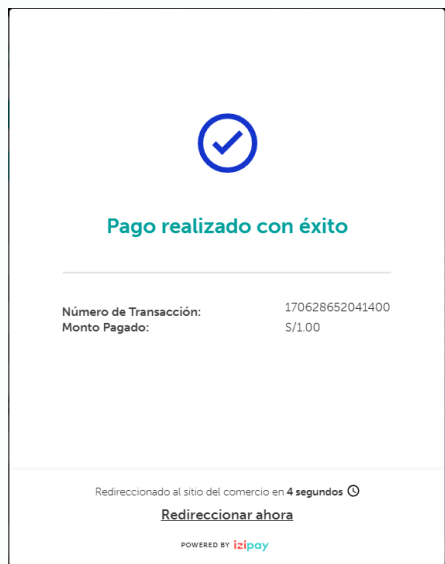 Pago realizado con éxito
Número de Transacción: 170628652041400
Monto Pagado: S/1.00
Redireccionado al sitio del comercio en 4 segundos
Redireccionar ahora
POWERED BY izipay